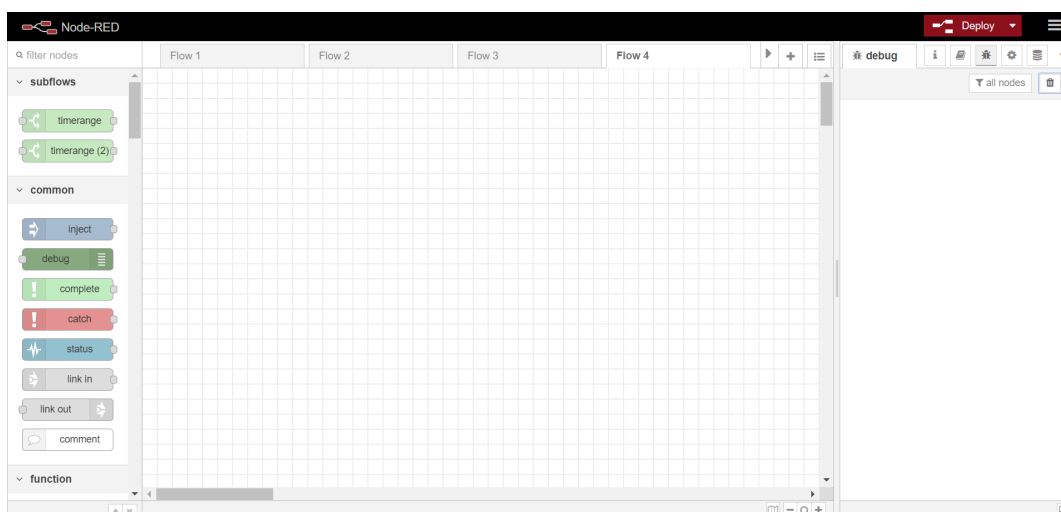 Node-RED
Deploy
filter nodes
Flow 1
Flow 2
Flow 3
Flow 4
debug
i
all nodes
subflows
timerange
timerange (2)
common
inject
debug
complete
catch
status
link in
link out
comment
function